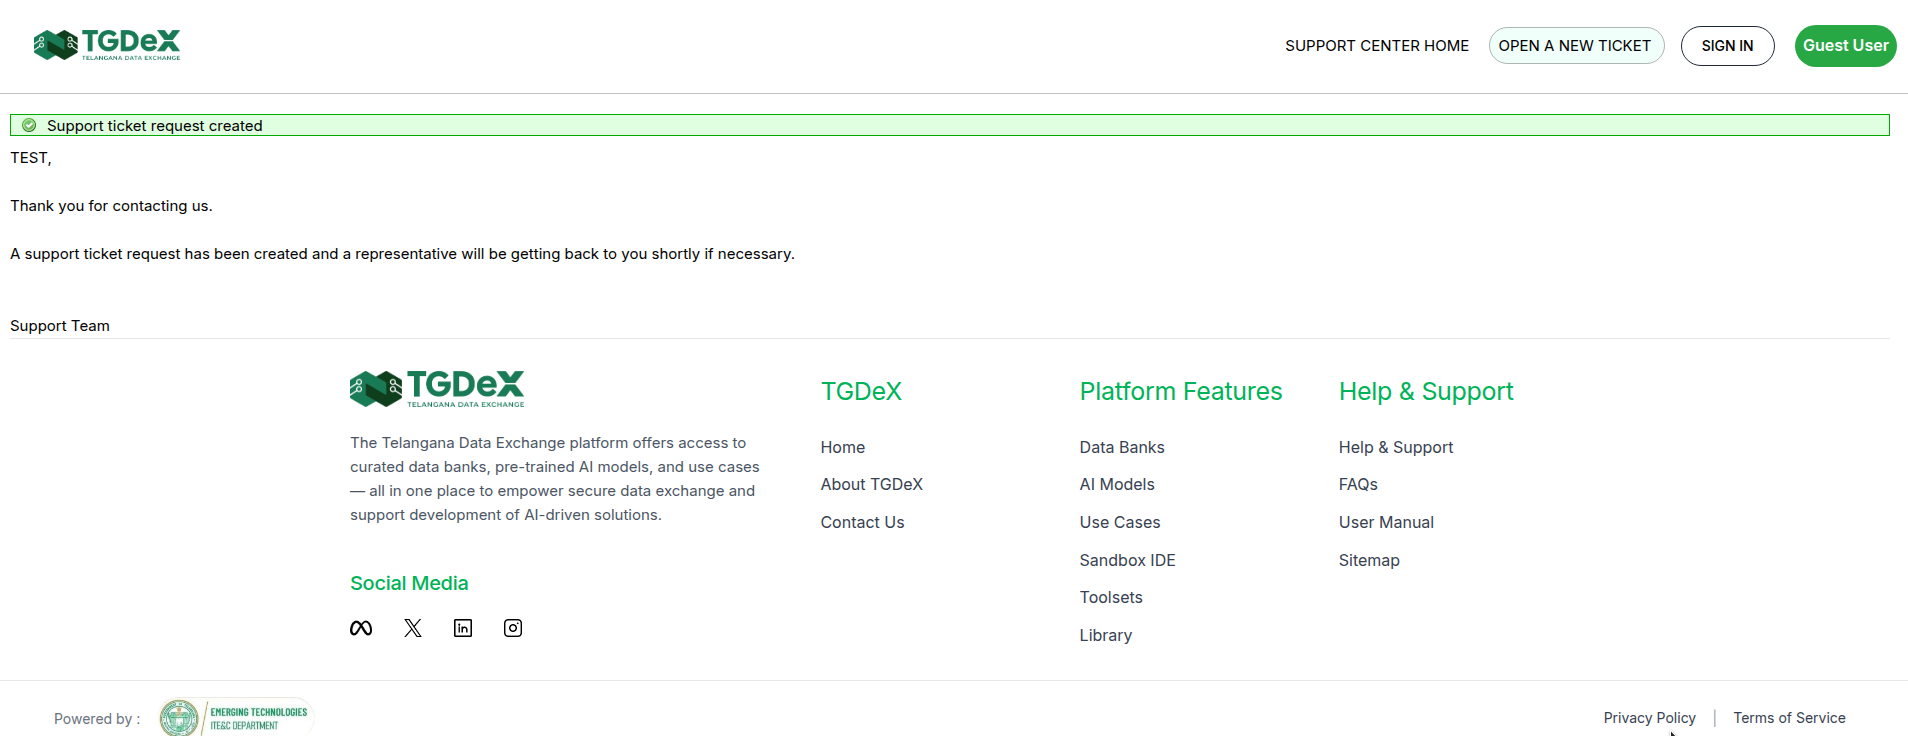 TGDeX
TELANGANA DATA EXCHANGE
SUPPORT CENTER HOME
OPEN A NEW TICKET
SIGN IN
Guest User
Support ticket request created
TEST,
Thank you for contacting us.
A support ticket request has been created and a representative will be getting back to you shortly if necessary.
Support Team
TGDeX
TELANGANA DATA EXCHANGE
The Telangana Data Exchange platform offers access to
curated data banks, pre-trained AI models, and use cases
— all in one place to empower secure data exchange and
support development of AI-driven solutions.
Social Media
TGDeX
Home
About TGDeX
Contact Us
Platform Features
Data Banks
AI Models
Use Cases
Sandbox IDE
Toolsets
Library
Help & Support
Help & Support
FAQs
User Manual
Sitemap
Powered by :
EMERGING TECHNOLOGIES
ITE&C DEPARTMENT
Privacy Policy | Terms of Service